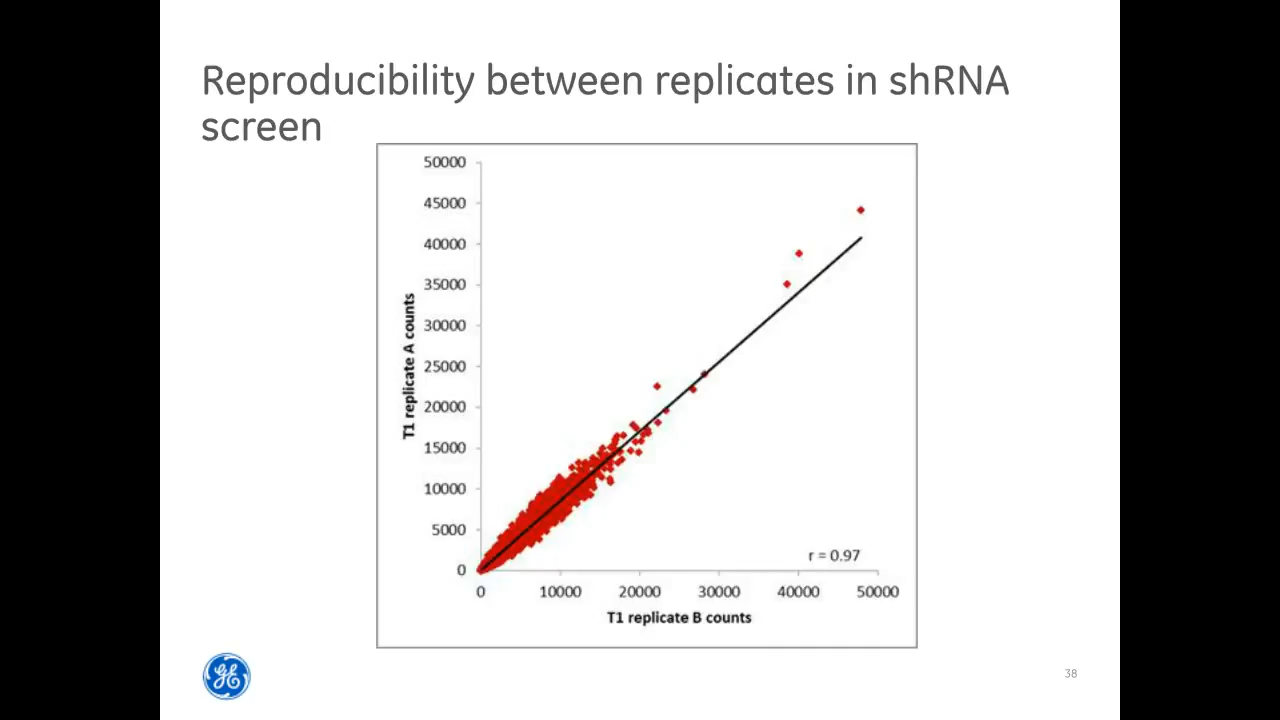 Reproducibility between replicates in shRNA
screen
50000
45000
40000
35000
30000
25000
20000
15000
10000
5000
0
T1 replicate A counts
r = 0.97
0 10000 20000 30000 40000 50000
T1 replicate B counts
GE
38